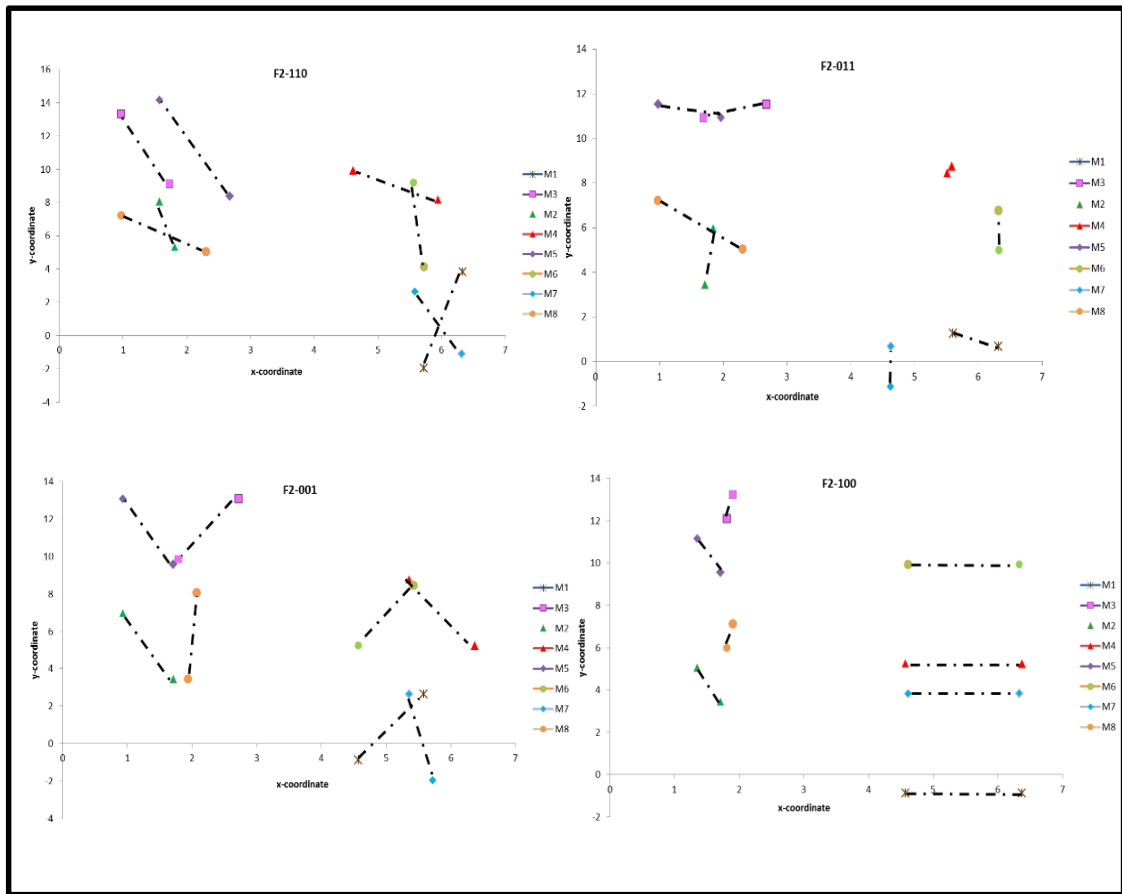 F2-110
16
14
12
10
8
6
4
2
0
-2
-4
0 1 2 3 4 5 6 7
y-coordinate
x-coordinate
M1
M3
M2
M4
M5
M6
M7
M8
F2-011
14
12
10
8
6
4
2
0
-2
0 1 2 3 4 5 6 7
y-coordinate
x-coordinate
M1
M3
M2
M4
M5
M6
M7
M8
F2-001
14
12
10
8
6
4
2
0
-2
-4
0 1 2 3 4 5 6 7
y-coordinate
x-coordinate
M1
M3
M2
M4
M5
M6
M7
M8
F2-100
14
12
10
8
6
4
2
0
-2
0 1 2 3 4 5 6 7
y-coordinate
x-coordinate
M1
M3
M2
M4
M5
M6
M7
M8